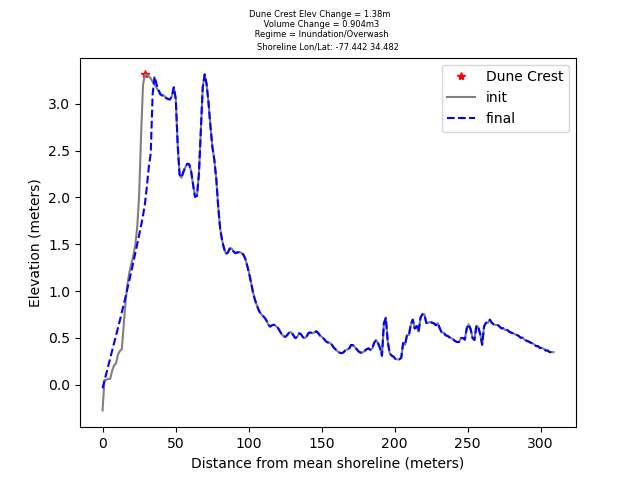 Dune Crest Elev Change = 1.38m
Volume Change = 0.904m3
Regime = Inundation/Overwash
Shoreline Lon/Lat: -77.442 34.482
Dune Crest
init
final
3.0
2.5
2.0
1.5
1.0
0.5
0.0
Elevation (meters)
0 50 100 150 200 250 300
Distance from mean shoreline (meters)